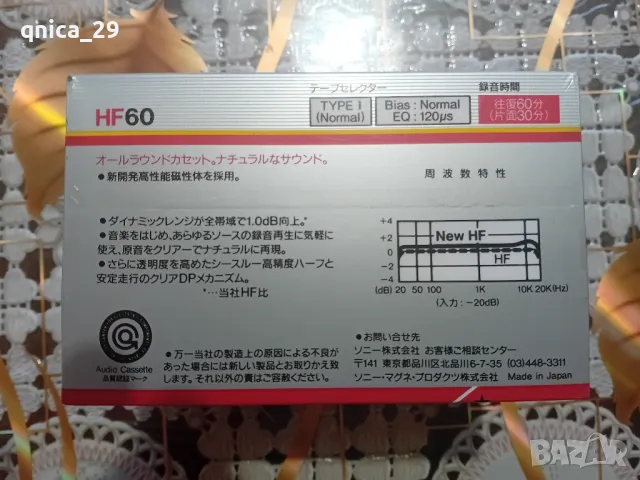 qnica_29
テープセレクター
録音時間
HF60
TYPE I
(Normal)
Bias : Normal
EQ : 120μs
往復60分
(片面30分)
オールラウンドカセット。ナチュラルなサウンド。
●新開発高性能磁性体を採用。
周波数特性
●ダイナミックレンジが全帯域で1.0dB向上。*
●音楽をはじめ、あらゆるソースの録音再生に気軽に
使え、原音をクリアーでナチュラルに再現。
●さらに透明度を高めたシースルー高精度ハーフと
安定走行のクリアDPメカニズム。
*…当社HF比
+4
+2
0
-2
-4
New HF
HF
(dB) 20 50 100 1K 10K 20K(Hz)
(入力:-20dB)
Audio Cassette
品質認証マーク
●万一当社の製造上の原因による不良が
あった場合には新しい製品とお取りかえ致
します。それ以外の責はご容赦ください。
●お問い合せ先
ソニー株式会社 お客様ご相談センター
〒141 東京都品川区北品川6-7-35 (03)448-3311
ソニー・マグネ・プロダクツ株式会社 Made in Japan
BAZAR